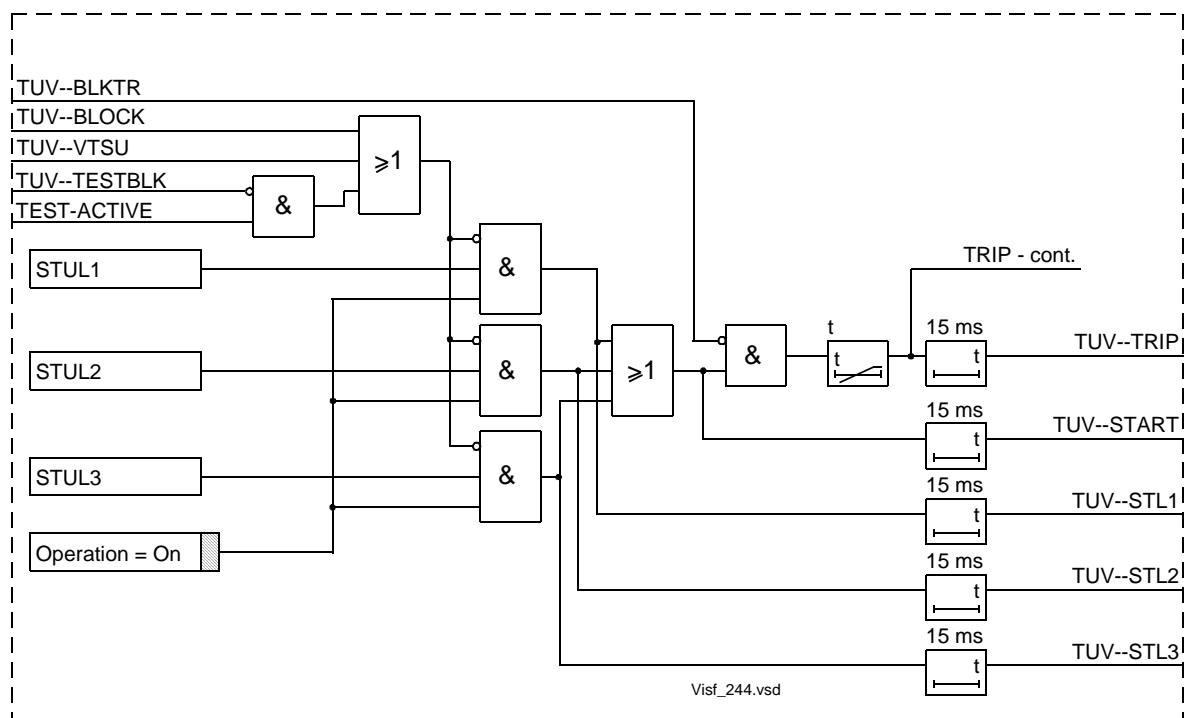 TUV--BLKTR
TUV--BLOCK
TUV--VTSU
TUV--TESTBLK
TEST-ACTIVE
≥1
&
STUL1
&
TRIP - cont.
STUL2
&
≥1
&
t
t
15 ms
t
TUV--TRIP
15 ms
t
TUV--START
STUL3
&
15 ms
t
TUV--STL1
Operation = On
15 ms
t
TUV--STL2
15 ms
t
TUV--STL3
Visf_244.vsd